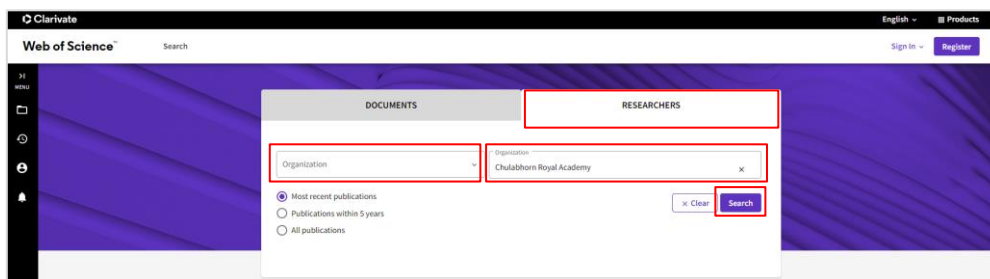 Clarivate
English
Products
Web of Science™
Search
Sign In
Register
MENU
DOCUMENTS
RESEARCHERS
Organization
Organization
Chulabhorn Royal Academy
Most recent publications
Publications within 5 years
All publications
× Clear
Search